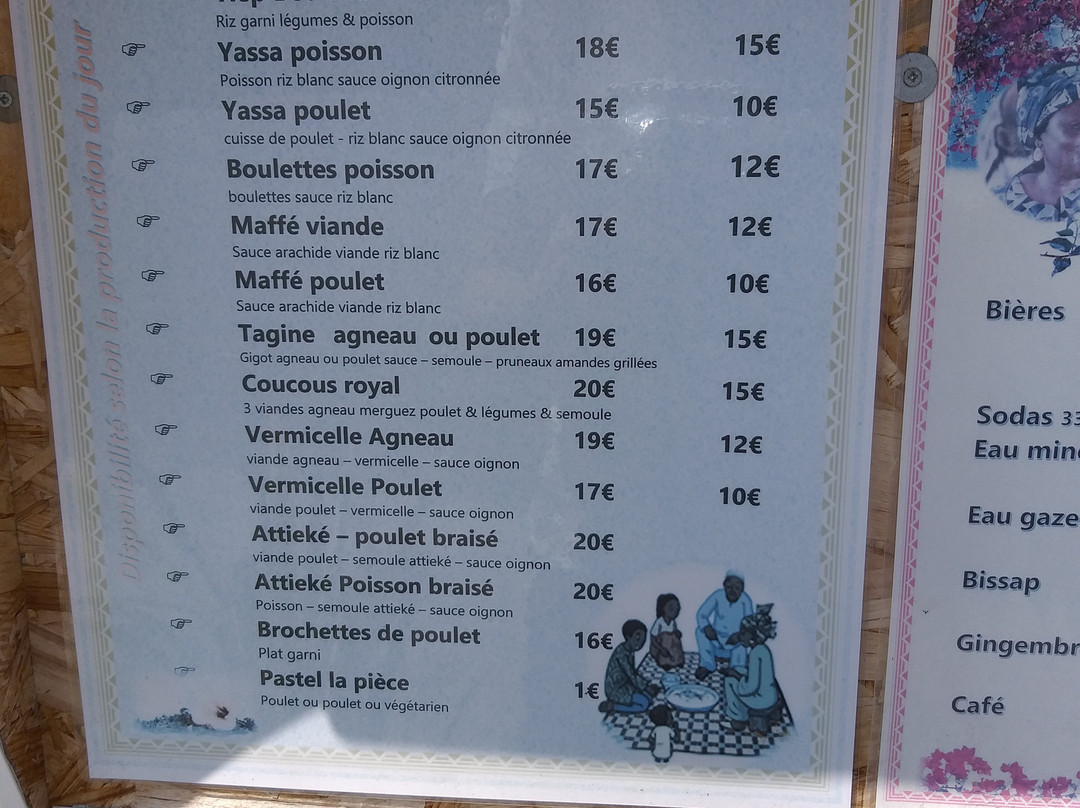 Riz garni légumes & poisson
Yassa poisson 18€ 15€
Poisson riz blanc sauce oignon citronnée
Yassa poulet 15€ 10€
cuisse de poulet - riz blanc sauce oignon citronnée
Boulettes poisson 17€ 12€
boulettes sauce riz blanc
Maffé viande 17€ 12€
Sauce arachide viande riz blanc
Maffé poulet 16€ 10€
Sauce arachide viande riz blanc
Tagine agneau ou poulet 19€ 15€
Gigot agneau ou poulet sauce – semoule – pruneaux amandes grillées
Coucous royal 20€ 15€
3 viandes agneau merguez poulet & légumes & semoule
Vermicelle Agneau 19€ 12€
viande agneau – vermicelle – sauce oignon
Vermicelle Poulet 17€ 10€
viande poulet – vermicelle – sauce oignon
Attieké – poulet braisé 20€
viande poulet – semoule attieké – sauce oignon
Attieké Poisson braisé 20€
Poisson – semoule attieké – sauce oignon
Brochettes de poulet 16€
Plat garni
Pastel la pièce 1€
Poulet ou poulet ou végétarien
Disponibilité salon la production du jour
Bières
Sodas 33
Eau min
Eau gaze
Bissap
Gingembr
Café